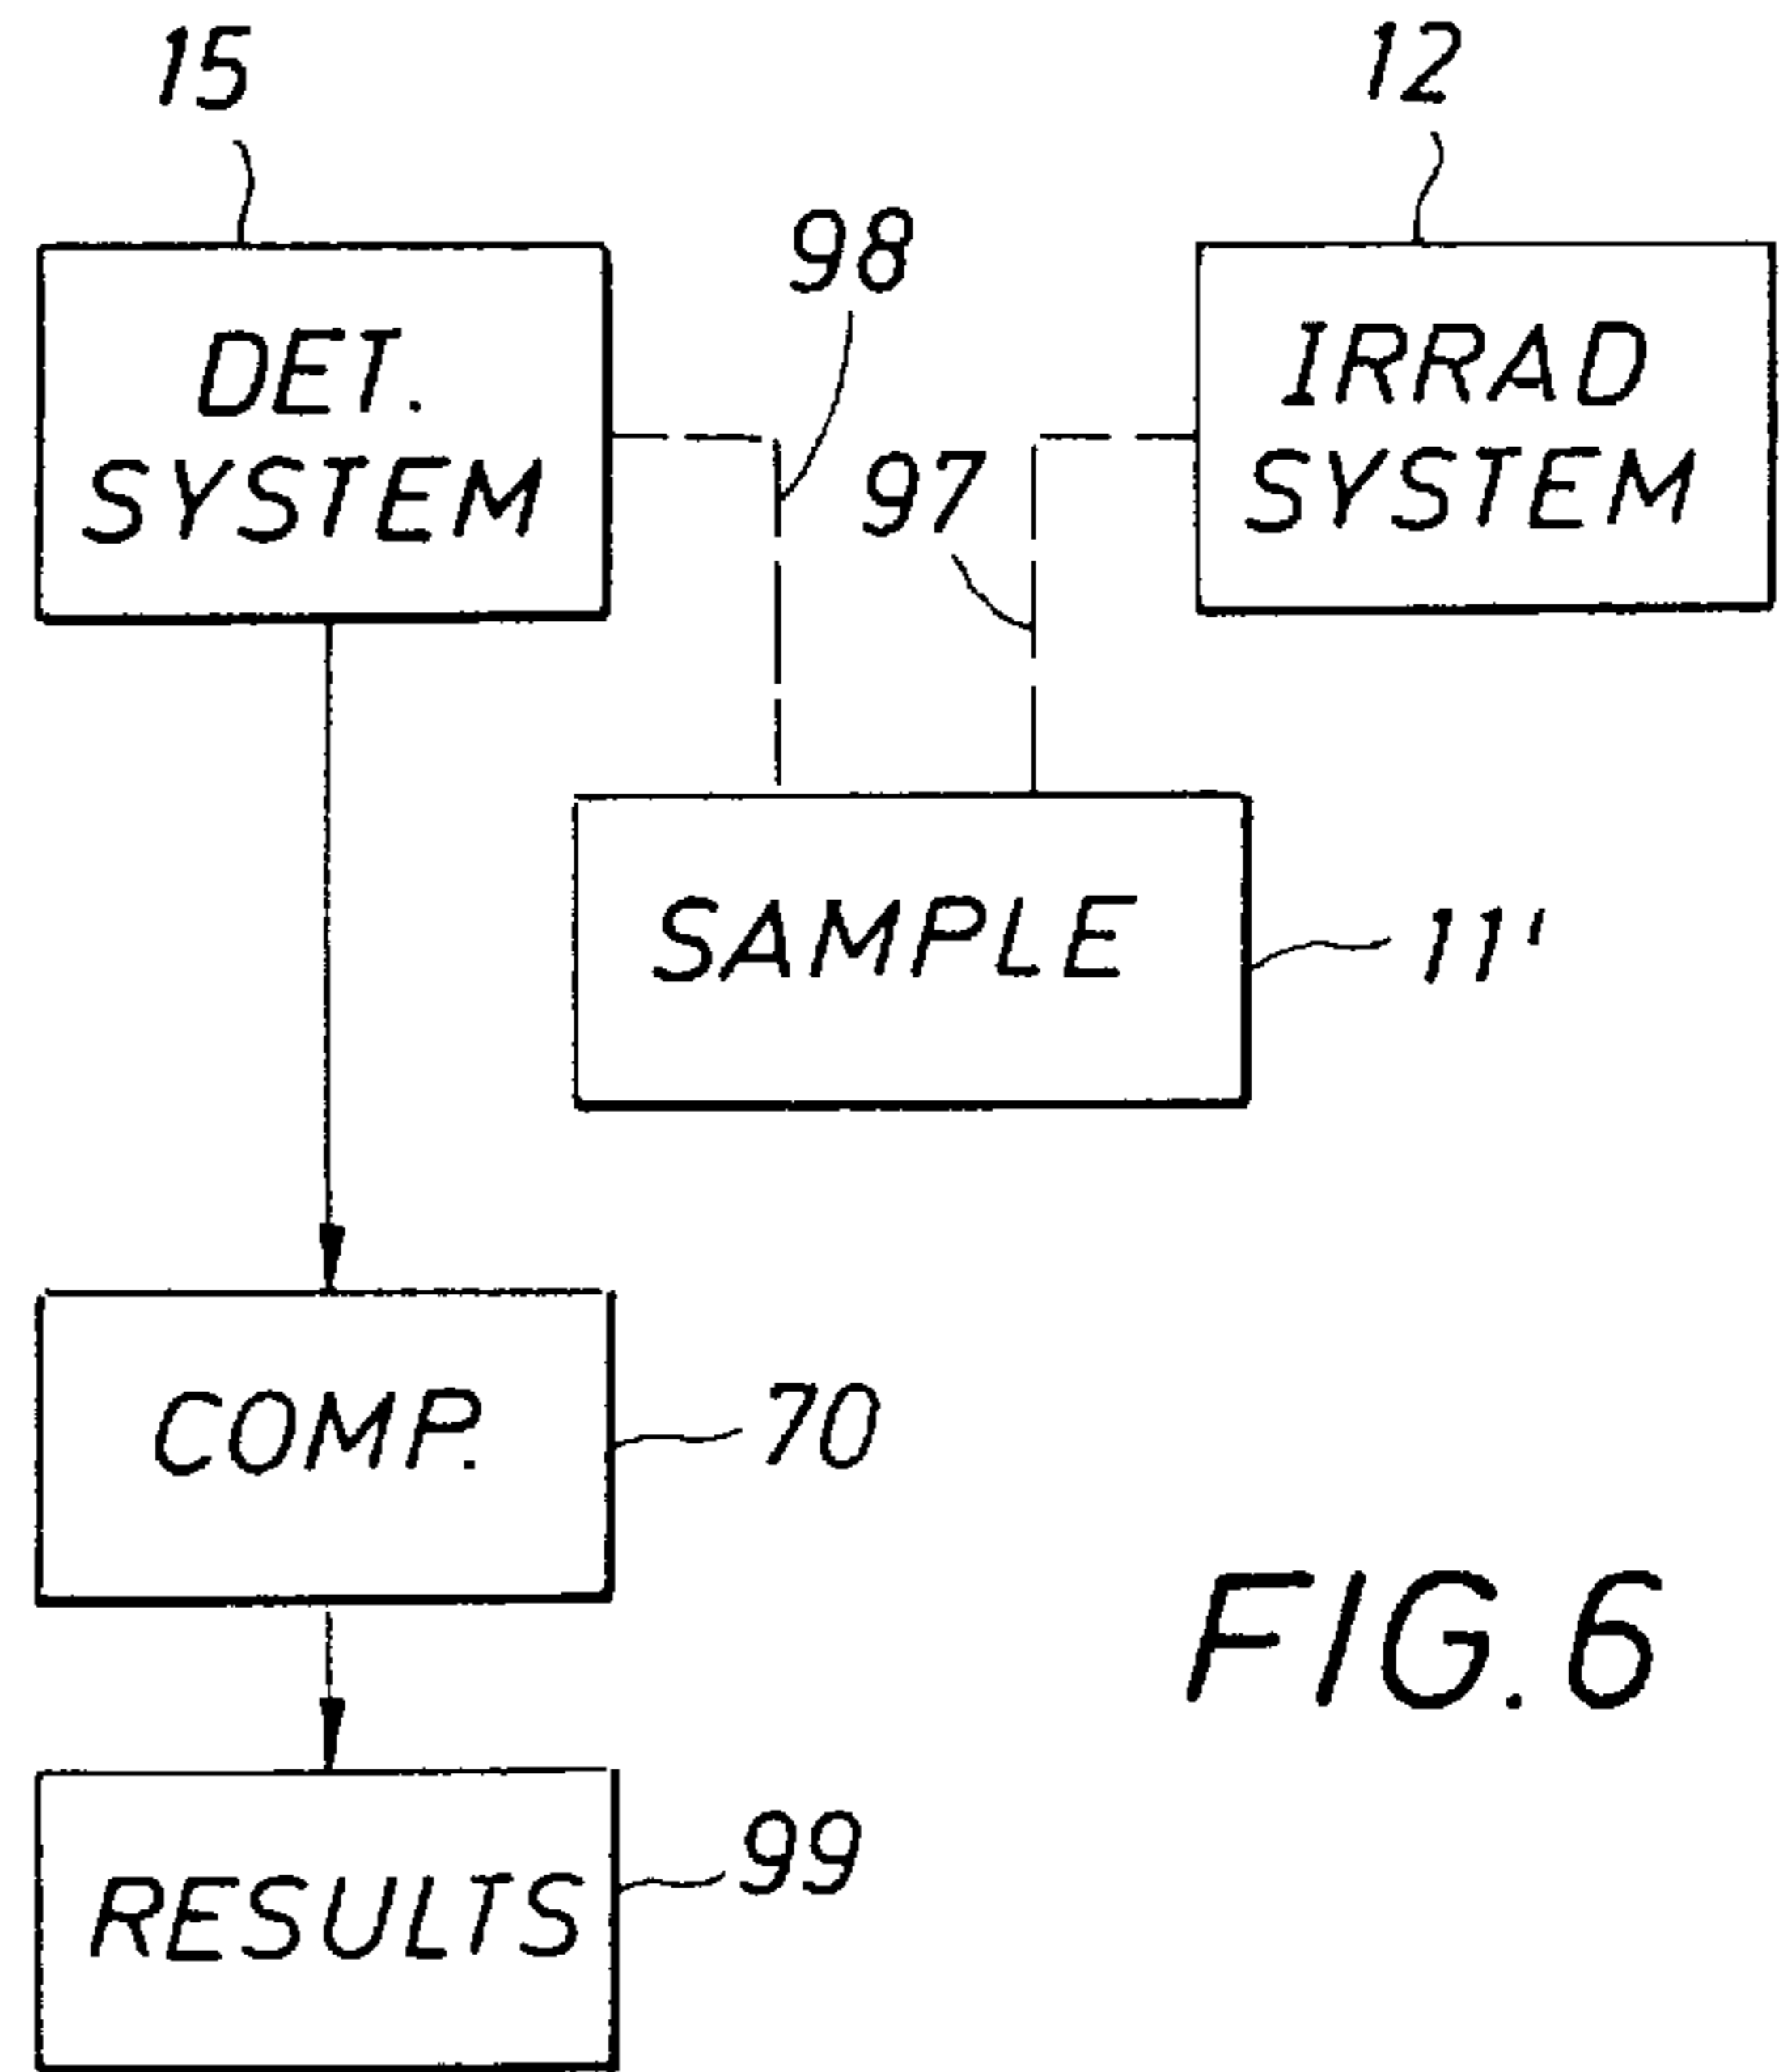 15
12
98
DET.
SYSTEM
IRRAD
SYSTEM
97
SAMPLE
11'
COMP.
70
FIG. 6
RESULTS
99